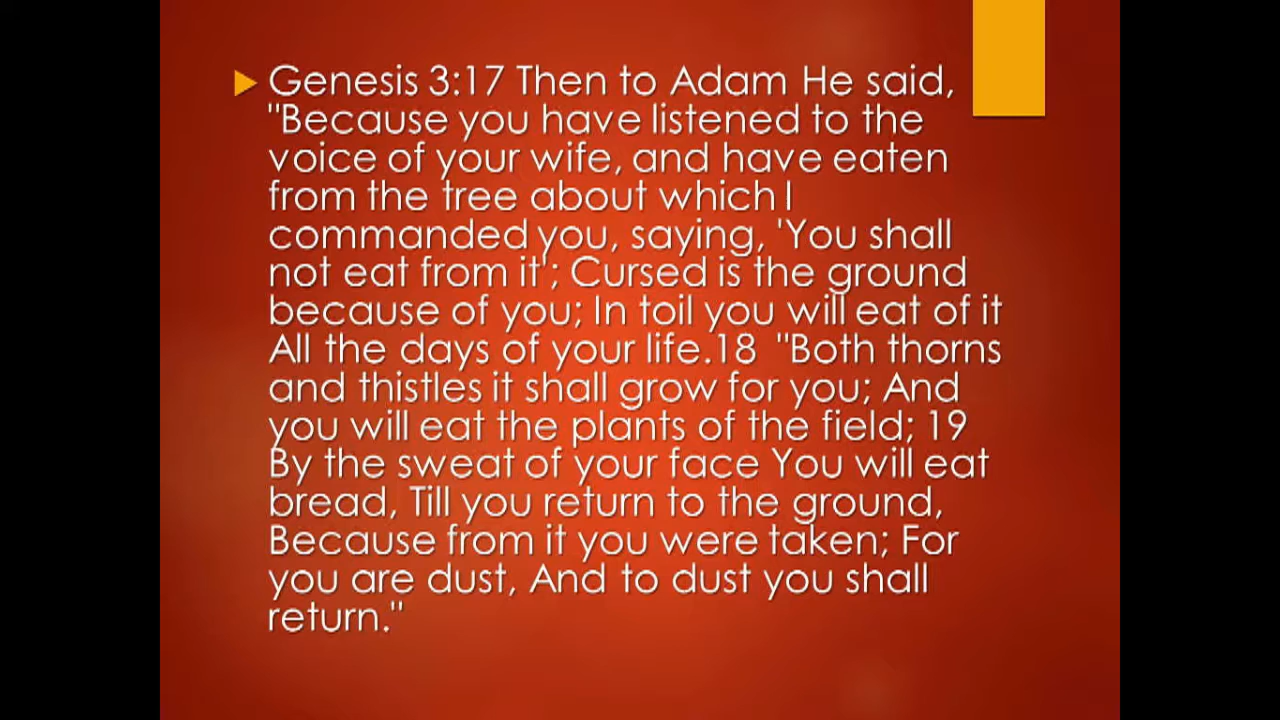 Genesis 3:17 Then to Adam He said,
"Because you have listened to the
voice of your wife, and have eaten
from the tree about which I
commanded you, saying, 'You shall
not eat from it'; Cursed is the ground
because of you; In toil you will eat of it
All the days of your life.18 "Both thorns
and thistles it shall grow for you; And
you will eat the plants of the field; 19
By the sweat of your face You will eat
bread, Till you return to the ground,
Because from it you were taken; For
you are dust, And to dust you shall
return."